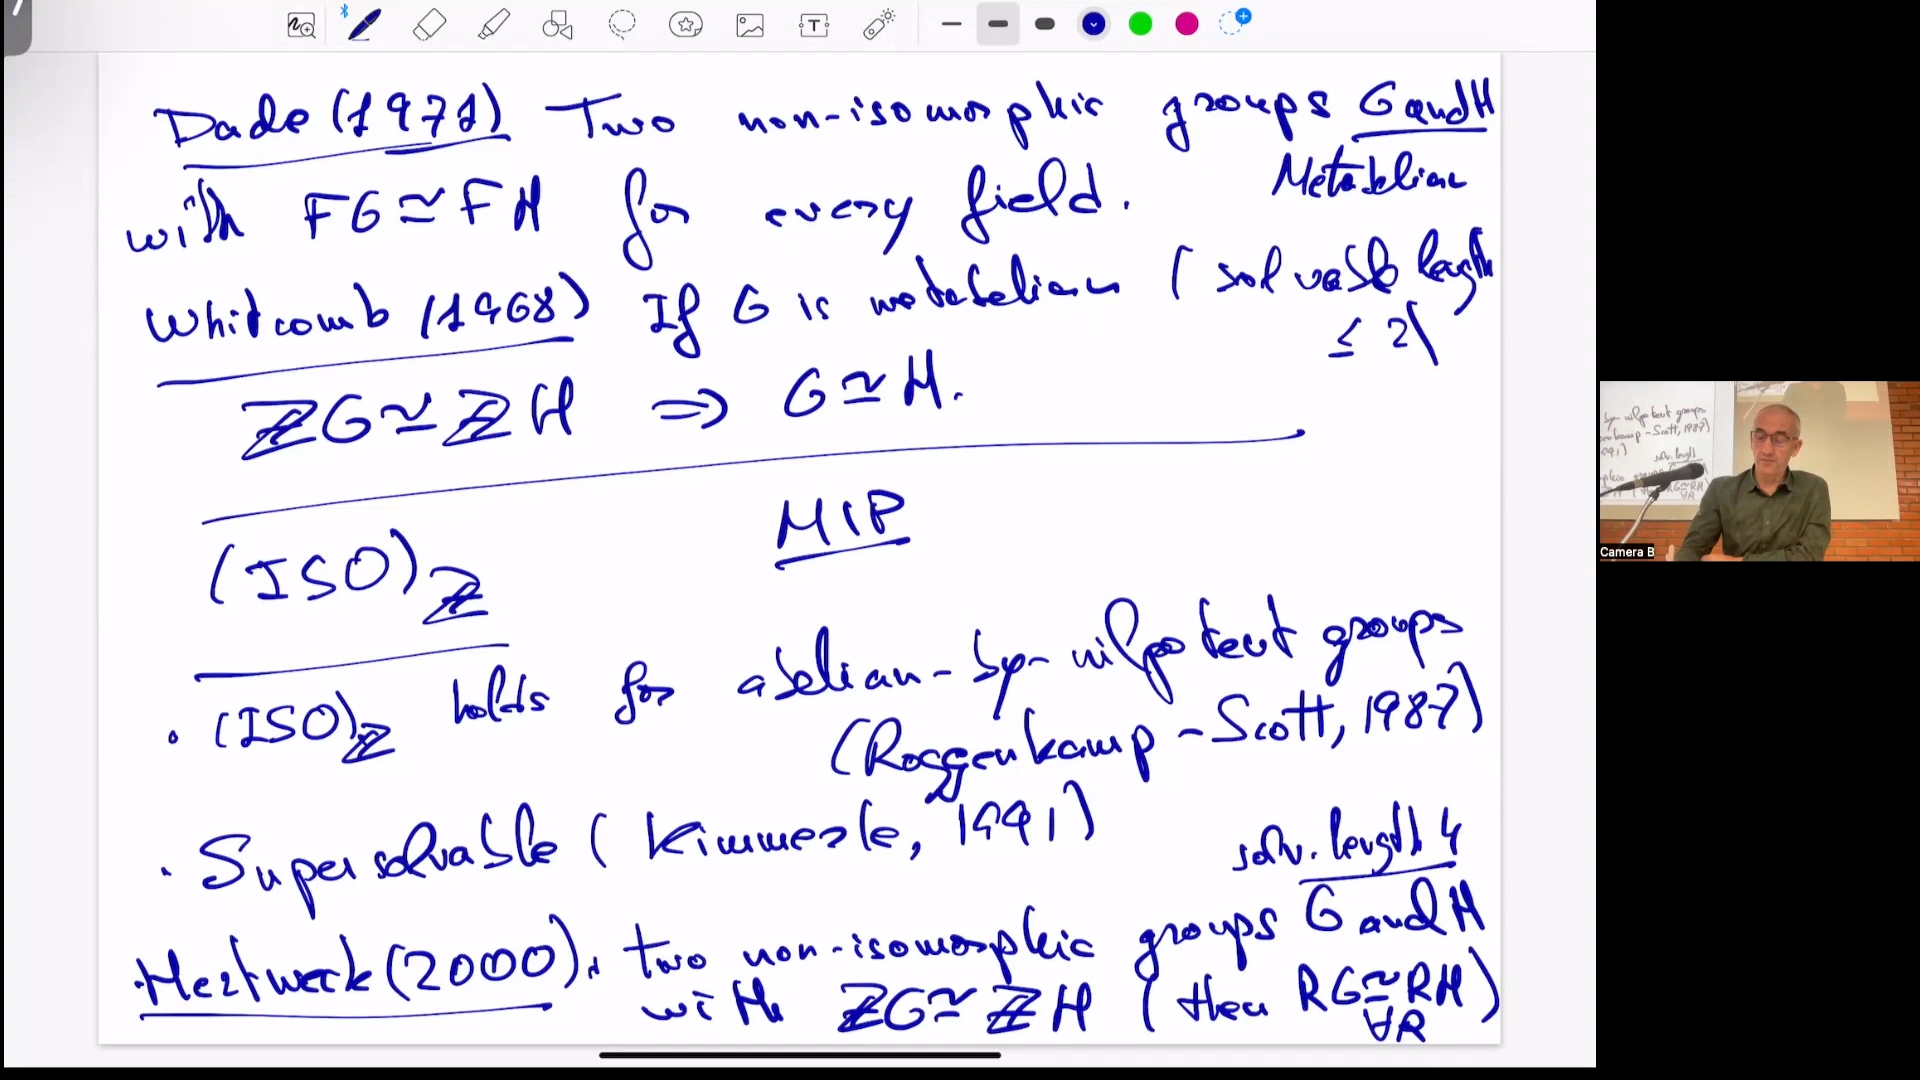 Dade (1971) Two non-isomorphic groups G and H
Metabelian
with FG ≃ FH for every field.
Whitcomb (1968) If G is metabelian (solvable length
≤ 2)
ℤG ≃ ℤH ⇒ G ≃ H.
MIP
(ISO)ℤ
• (ISO)ℤ holds for abelian-by-nilpotent groups
(Roggenkamp - Scott, 1987)
• Supersolvable (Kimmerle, 1991)
solv. length 4
• Hertweck (2000). two non-isomorphic groups G and H
with ℤG ≃ ℤH (then RG ≃ RH)
∀R
Camera B